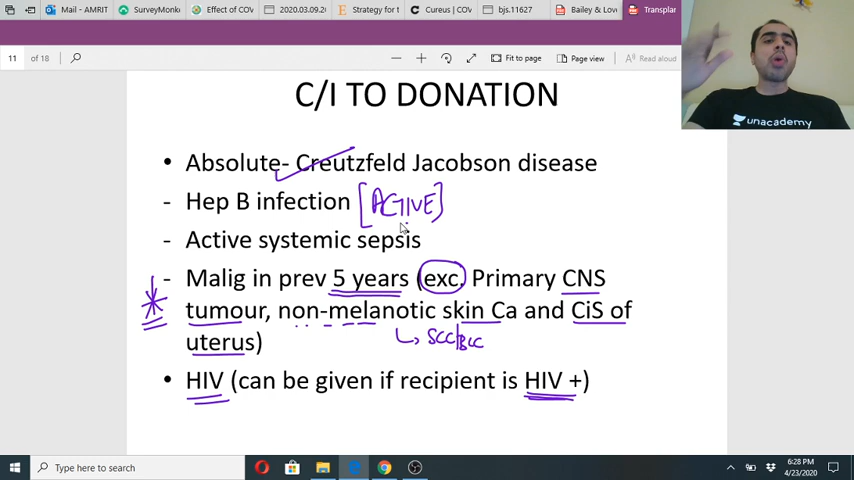 Mail - AMRIT
SurveyMonk
Effect of COV
2020.03.09.20
Strategy for t
Cureus | COV
bjs.11627
Bailey & Lov
Transplan
11 of 18
Fit to page
Page view
Read aloud
unacademy
C/I TO DONATION
• Absolute- Creutzfeld Jacobson disease
- Hep B infection [ACTIVE]
- Active systemic sepsis
- Malig in prev 5 years (exc. Primary CNS
tumour, non-melanotic skin Ca and CiS of
uterus)
SCC/BCC
• HIV (can be given if recipient is HIV +)
Type here to search
6:28 PM
4/23/2020